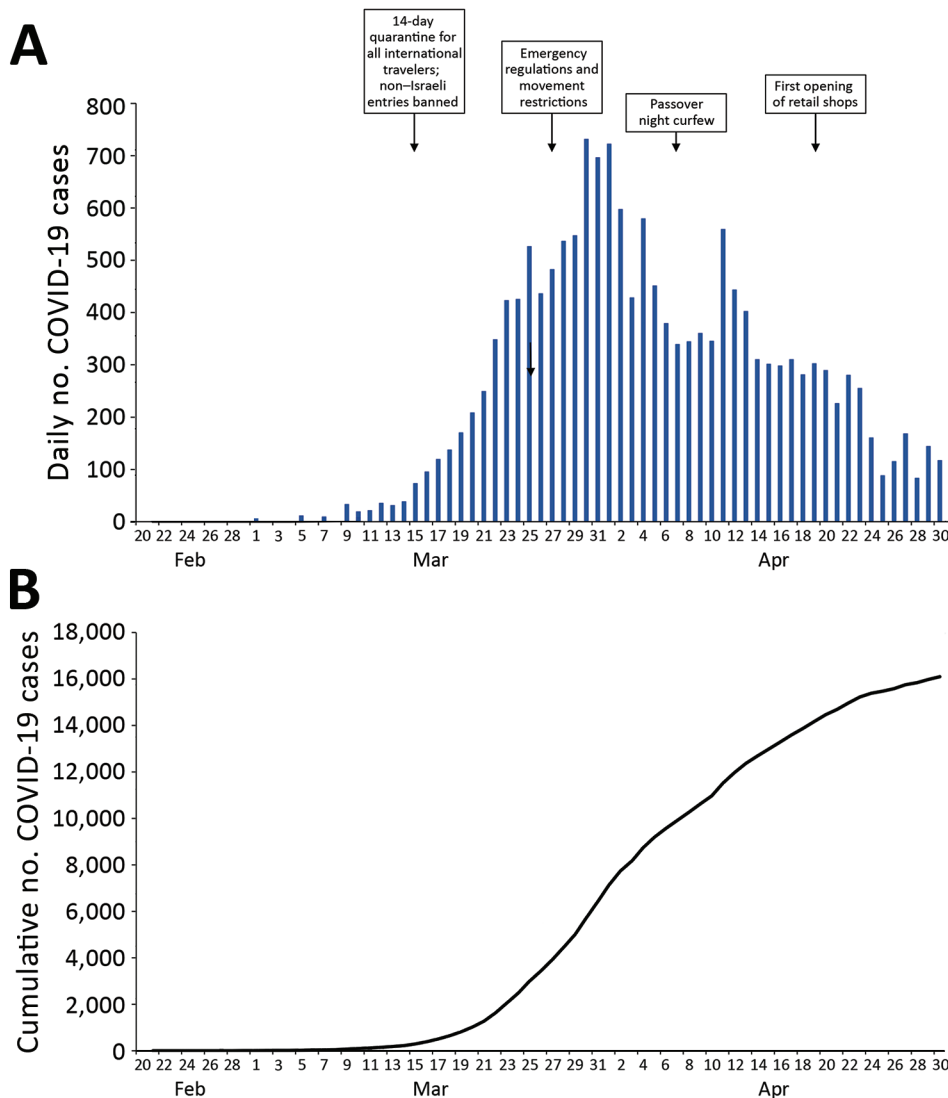 A
14-day
quarantine for
all international
travelers;
non–Israeli
entries banned
Emergency
regulations and
movement
restrictions
Passover
night curfew
First opening
of retail shops
Daily no. COVID-19 cases
800
700
600
500
400
300
200
100
0
20 22 24 26 28 1 3 5 7 9 11 13 15 17 19 21 23 25 27 29 31 2 4 6 8 10 12 14 16 18 20 22 24 26 28 30
Feb Mar Apr
B
Cumulative no. COVID-19 cases
18,000
16,000
14,000
12,000
10,000
8,000
6,000
4,000
2,000
0
20 22 24 26 28 1 3 5 7 9 11 13 15 17 19 21 23 25 27 29 31 2 4 6 8 10 12 14 16 18 20 22 24 26 28 30
Feb Mar Apr